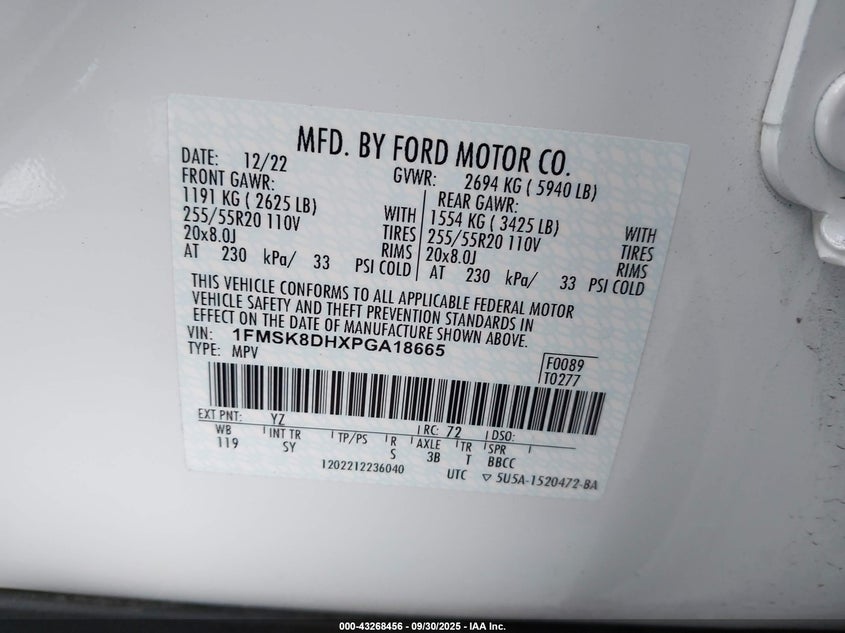 MFD. BY FORD MOTOR CO.
DATE: 12/22 GVWR: 2694 KG ( 5940 LB)
FRONT GAWR: REAR GAWR:
1191 KG ( 2625 LB) WITH 1554 KG ( 3425 LB) WITH
255/55R20 110V TIRES 255/55R20 110V TIRES
20x8.0J RIMS 20x8.0J RIMS
AT 230 kPa/ 33 PSI COLD AT 230 kPa/ 33 PSI COLD
THIS VEHICLE CONFORMS TO ALL APPLICABLE FEDERAL MOTOR
VEHICLE SAFETY AND THEFT PREVENTION STANDARDS IN
EFFECT ON THE DATE OF MANUFACTURE SHOWN ABOVE.
VIN: 1FMSK8DHXPGA18665
TYPE: MPV F0089
T0277
EXT PNT: YZ RC: 72 DSO:
WB INT TR TP/PS R AXLE TR SPR
119 SY S 3B T BBCC
1202212236040 UTC ▽ 5U5A-1520472-BA
000-43268456 - 09/30/2025 - IAA Inc.